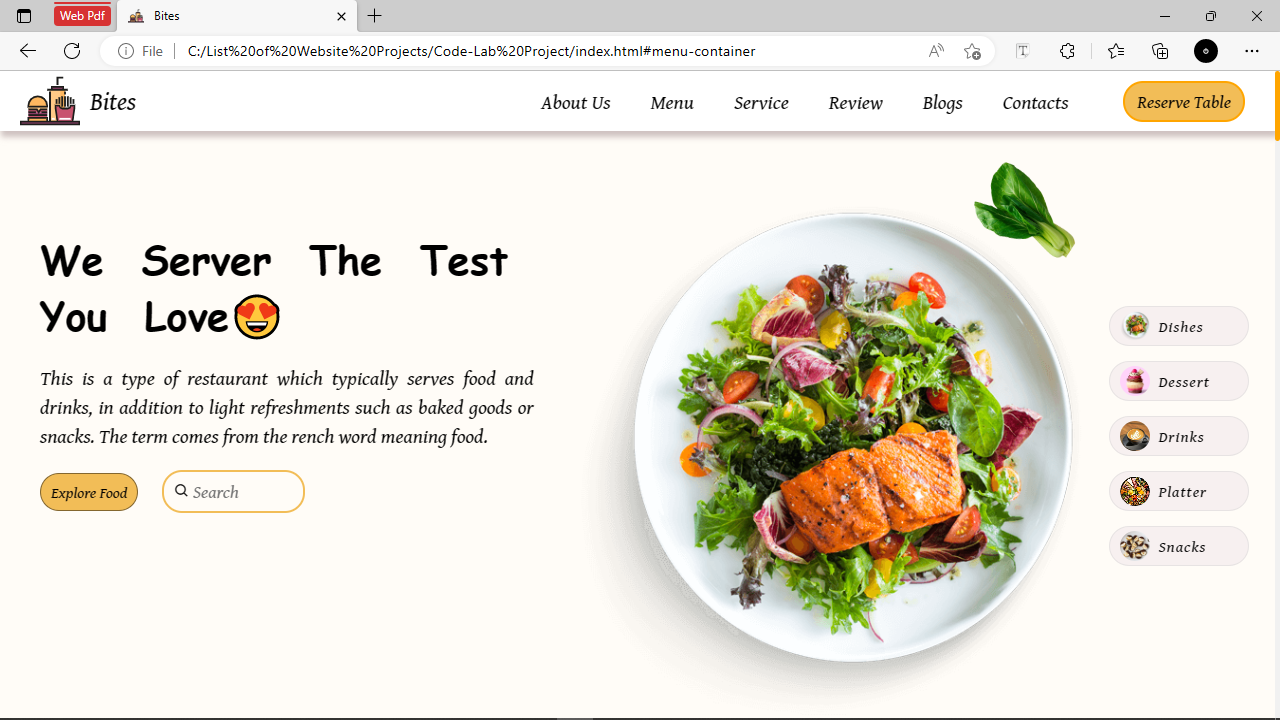 Web Pdf
Bites
File
C:/List%20of%20Website%20Projects/Code-Lab%20Project/index.html#menu-container
Bites
About Us
Menu
Service
Review
Blogs
Contacts
Reserve Table
We Server The Test
You Love😍
This is a type of restaurant which typically serves food and
drinks, in addition to light refreshments such as baked goods or
snacks. The term comes from the rench word meaning food.
Explore Food
Search
Dishes
Dessert
Drinks
Platter
Snacks